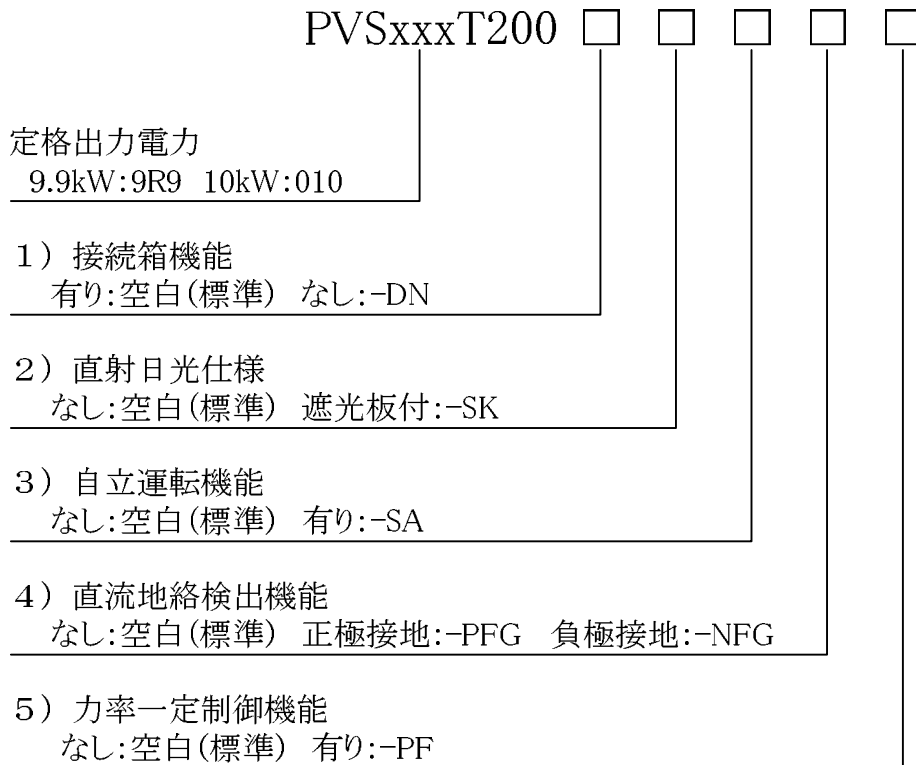 PVSxxxT200 □ □ □ □ □
定格出力電力
9.9kW:9R9 10kW:010
1) 接続箱機能
有り:空白(標準) なし:-DN
2) 直射日光仕様
なし:空白(標準) 遮光板付:-SK
3) 自立運転機能
なし:空白(標準) 有り:-SA
4) 直流地絡検出機能
なし:空白(標準) 正極接地:-PFG 負極接地:-NFG
5) 力率一定制御機能
なし:空白(標準) 有り:-PF